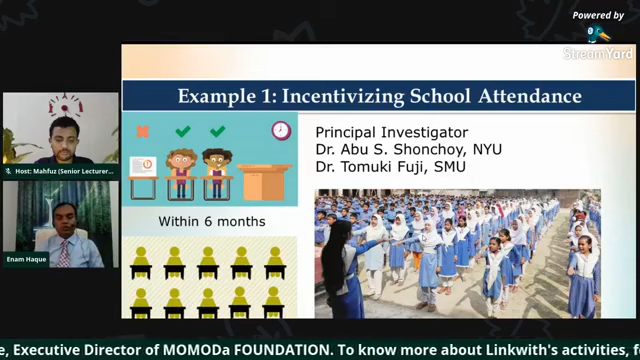 Powered by
StreamYard
Example 1: Incentivizing School Attendance
Principal Investigator
Dr. Abu S. Shonchoy, NYU
Dr. Tomuki Fuji, SMU
Within 6 months
Host: Mahfuz (Senior Lecturer...
Enam Haque
e, Executive Director of MOMODa FOUNDATION. To know more about Linkwith's activities, fo